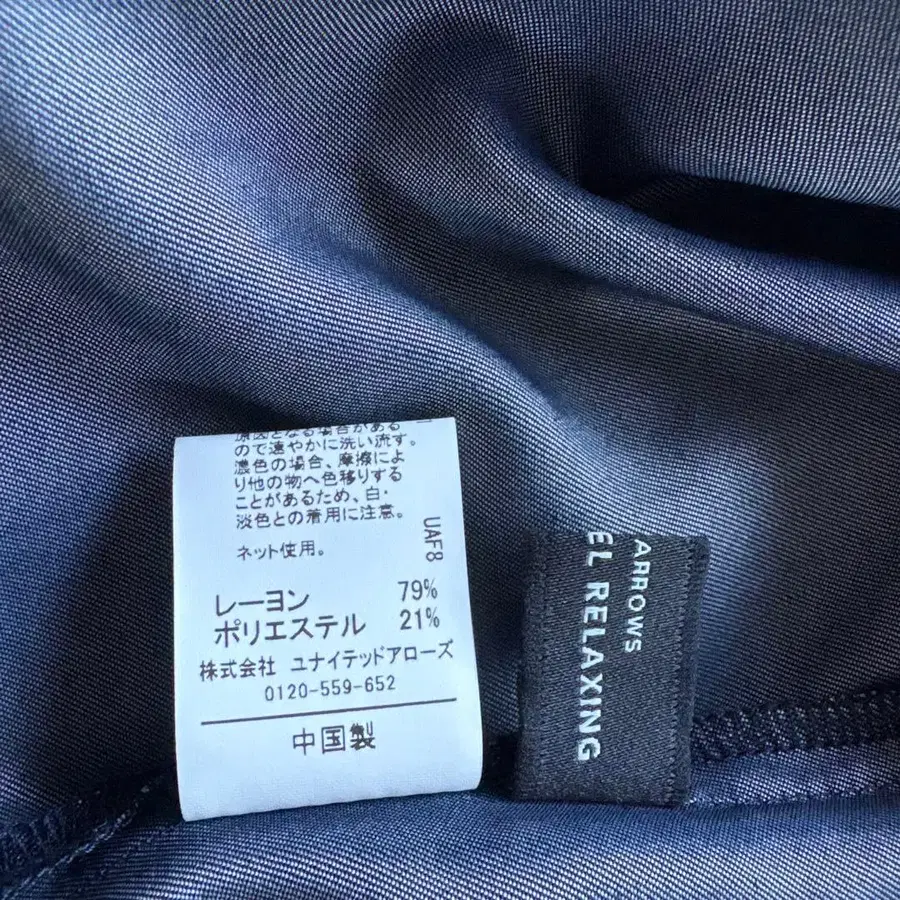 原因となる場合がある
ので速やかに洗い流す。
濃色の場合、摩擦によ
り他の物へ色移りする
ことがあるため、白・
淡色との着用に注意。
ネット使用。
UAF8
レーヨン 79%
ポリエステル 21%
株式会社 ユナイテッドアローズ
0120-559-652
中国製
ARROWS
EL RELAXING